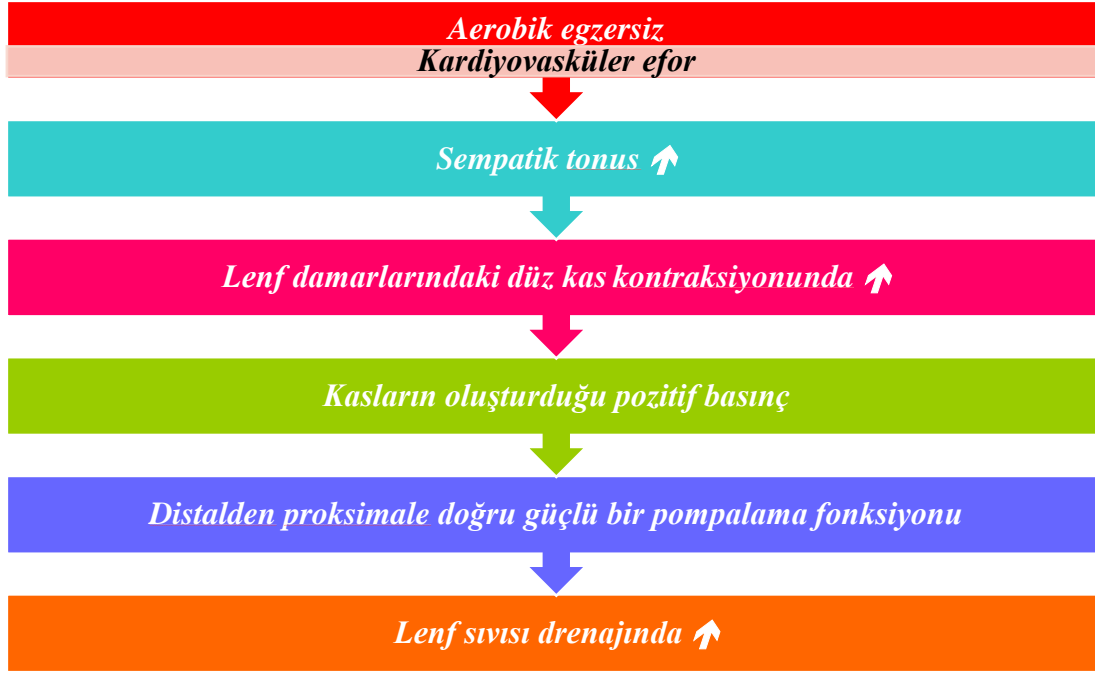 Aerobik egzersiz
Kardiyovasküler efor
Sempatik tonus ↑
Lenf damarlarındaki düz kas kontraksiyonunda ↑
Kasların oluşturduğu pozitif basınç
Distalden proksimale doğru güçlü bir pompalama fonksiyonu
Lenf sıvısı drenajında ↑